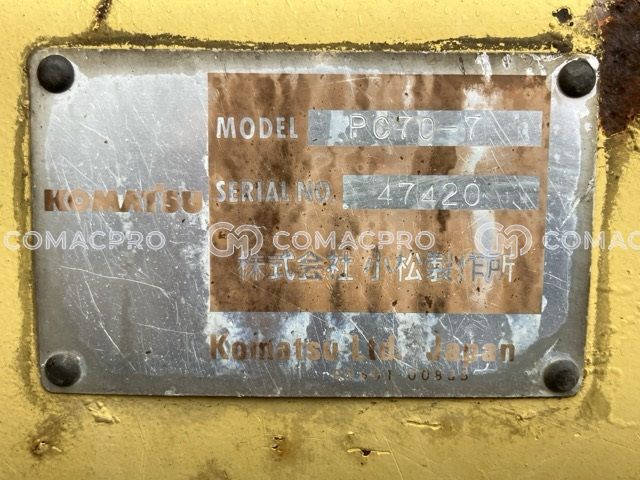 MODEL PC70-7
KOMATSU
SERIAL NO. 47420
COMACPRO COMACPRO COMACPRO
株式会社 小松製作所
Komatsu Ltd. Japan